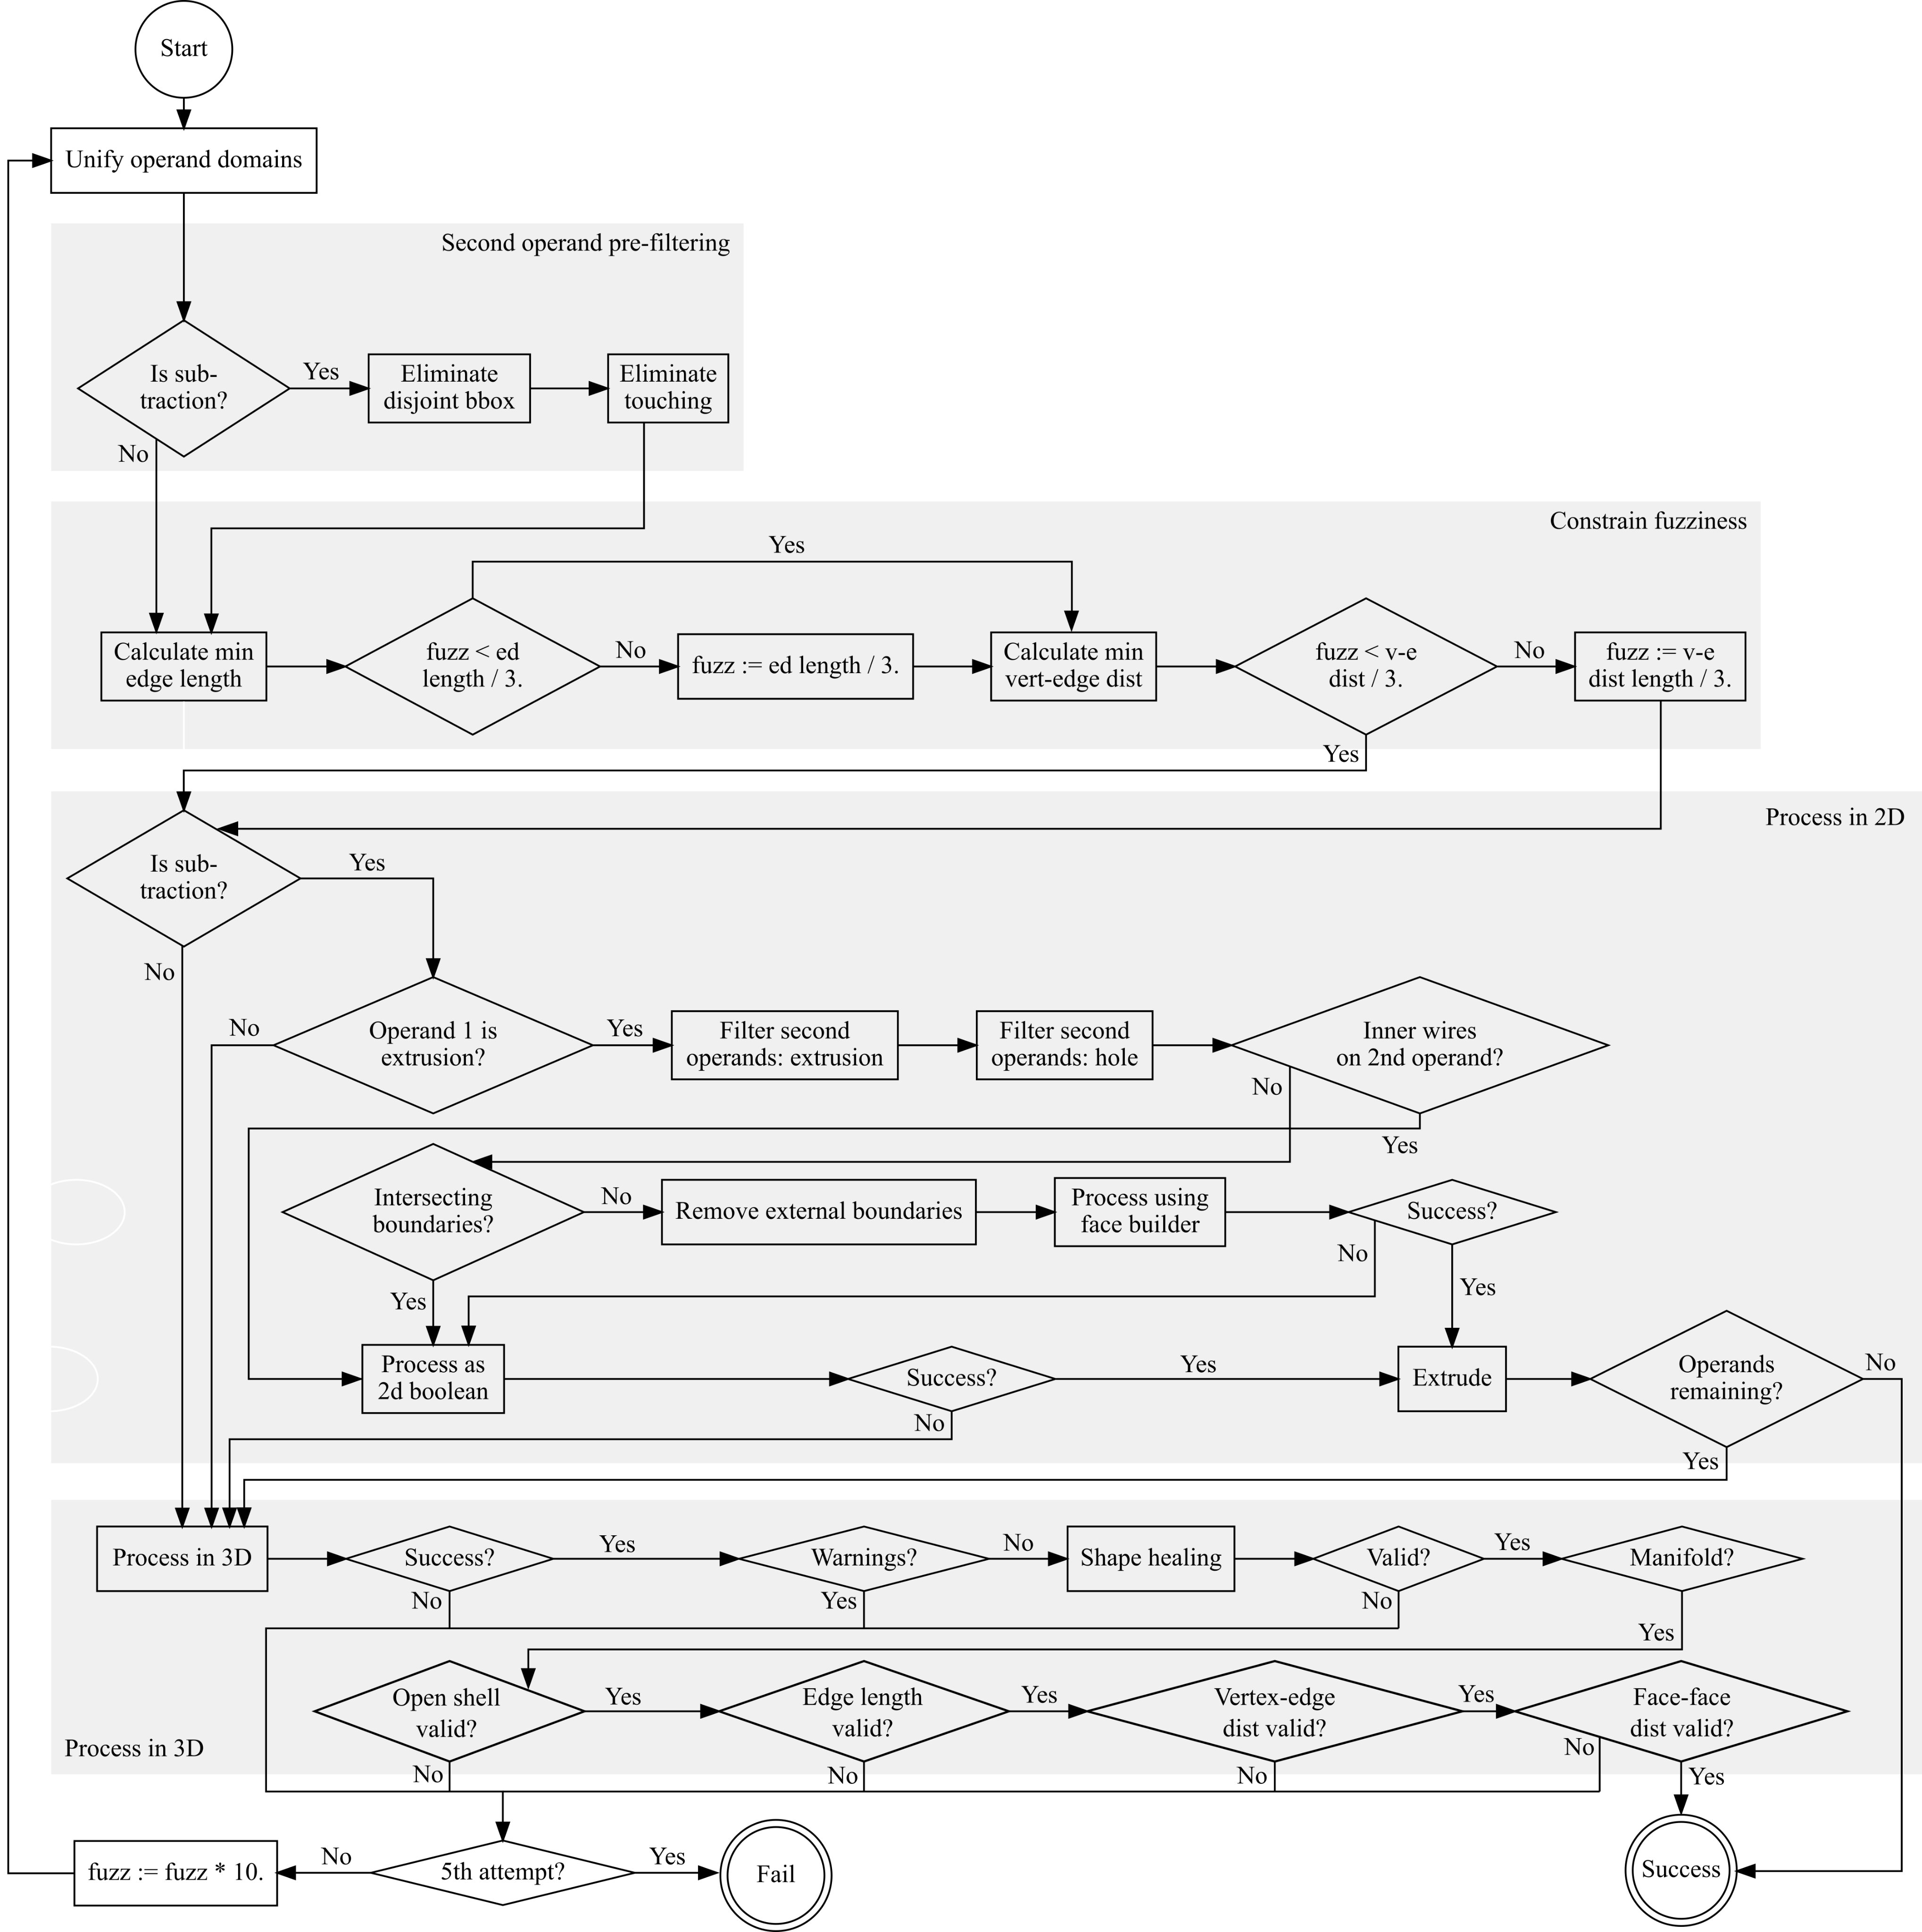 Start
Unify operand domains
Second operand pre-filtering
Is sub-
traction?
Yes
Eliminate
disjoint bbox
Eliminate
touching
No
Constrain fuzziness
Yes
Calculate min
edge length
fuzz < ed
length / 3.
No
fuzz := ed length / 3.
Calculate min
vert-edge dist
fuzz < v-e
dist / 3.
No
fuzz := v-e
dist length / 3.
Yes
Process in 2D
Is sub-
traction?
Yes
No
Operand 1 is
extrusion?
No
Yes
Filter second
operands: extrusion
Filter second
operands: hole
Inner wires
on 2nd operand?
No
Yes
Intersecting
boundaries?
No
Remove external boundaries
Process using
face builder
Success?
No
Yes
Yes
Process as
2d boolean
Success?
Yes
No
Extrude
Operands
remaining?
No
Yes
Process in 3D
Success?
Yes
No
Warnings?
No
Yes
Shape healing
Valid?
Yes
No
Manifold?
Yes
Open shell
valid?
Yes
No
Edge length
valid?
Yes
No
Vertex-edge
dist valid?
Yes
No
Face-face
dist valid?
No
Yes
Process in 3D
fuzz := fuzz * 10.
No
5th attempt?
Yes
Fail
Success